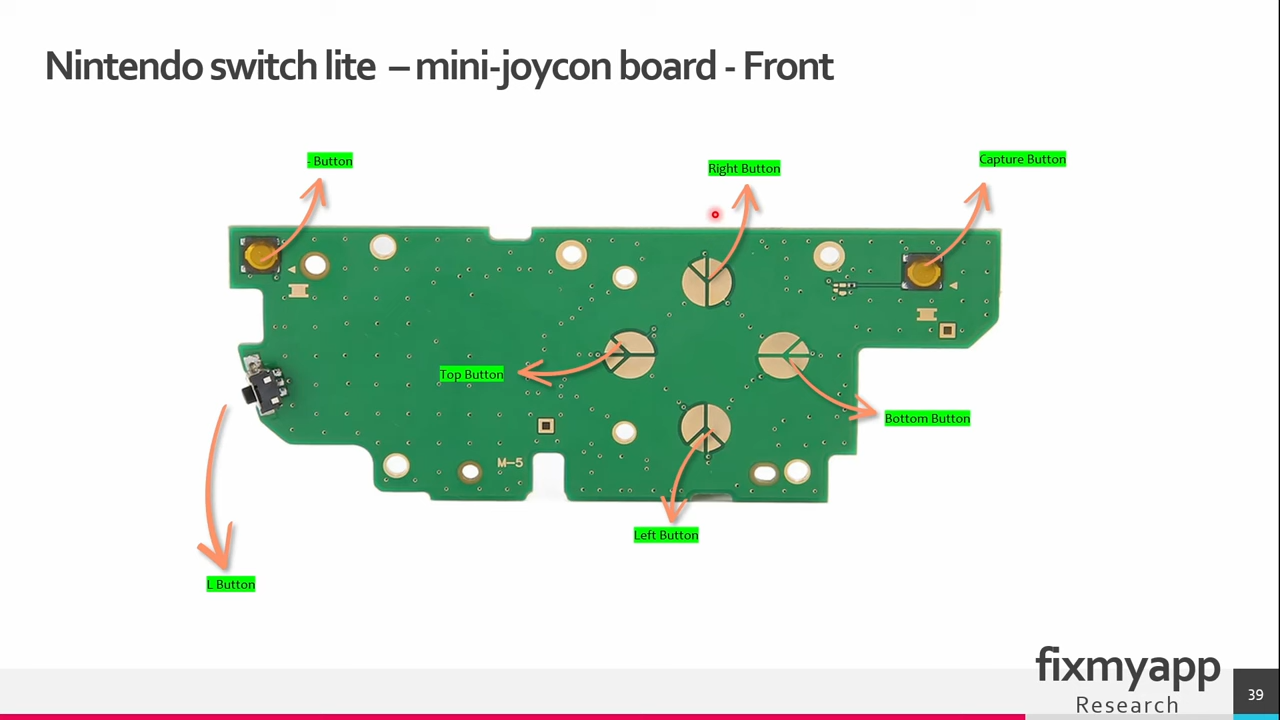 Nintendo switch lite – mini-joycon board - Front
- Button
Right Button
Capture Button
Top Button
Bottom Button
M-5
Left Button
L Button
fixmyapp
Research
39